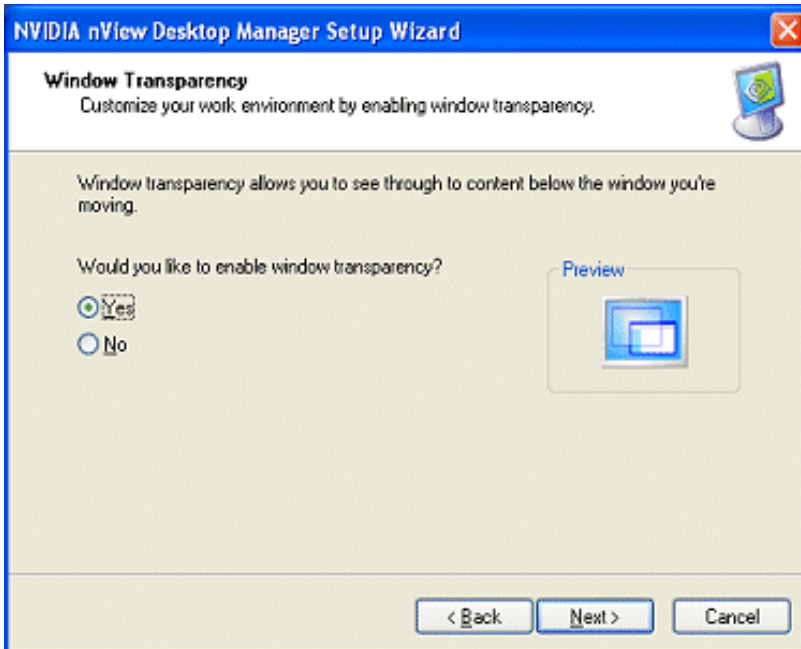 NVIDIA nView Desktop Manager Setup Wizard
Window Transparency
Customize your work environment by enabling window transparency.
Window transparency allows you to see through to content below the window you're
moving.
Would you like to enable window transparency?
Preview
Yes
No
< Back
Next >
Cancel